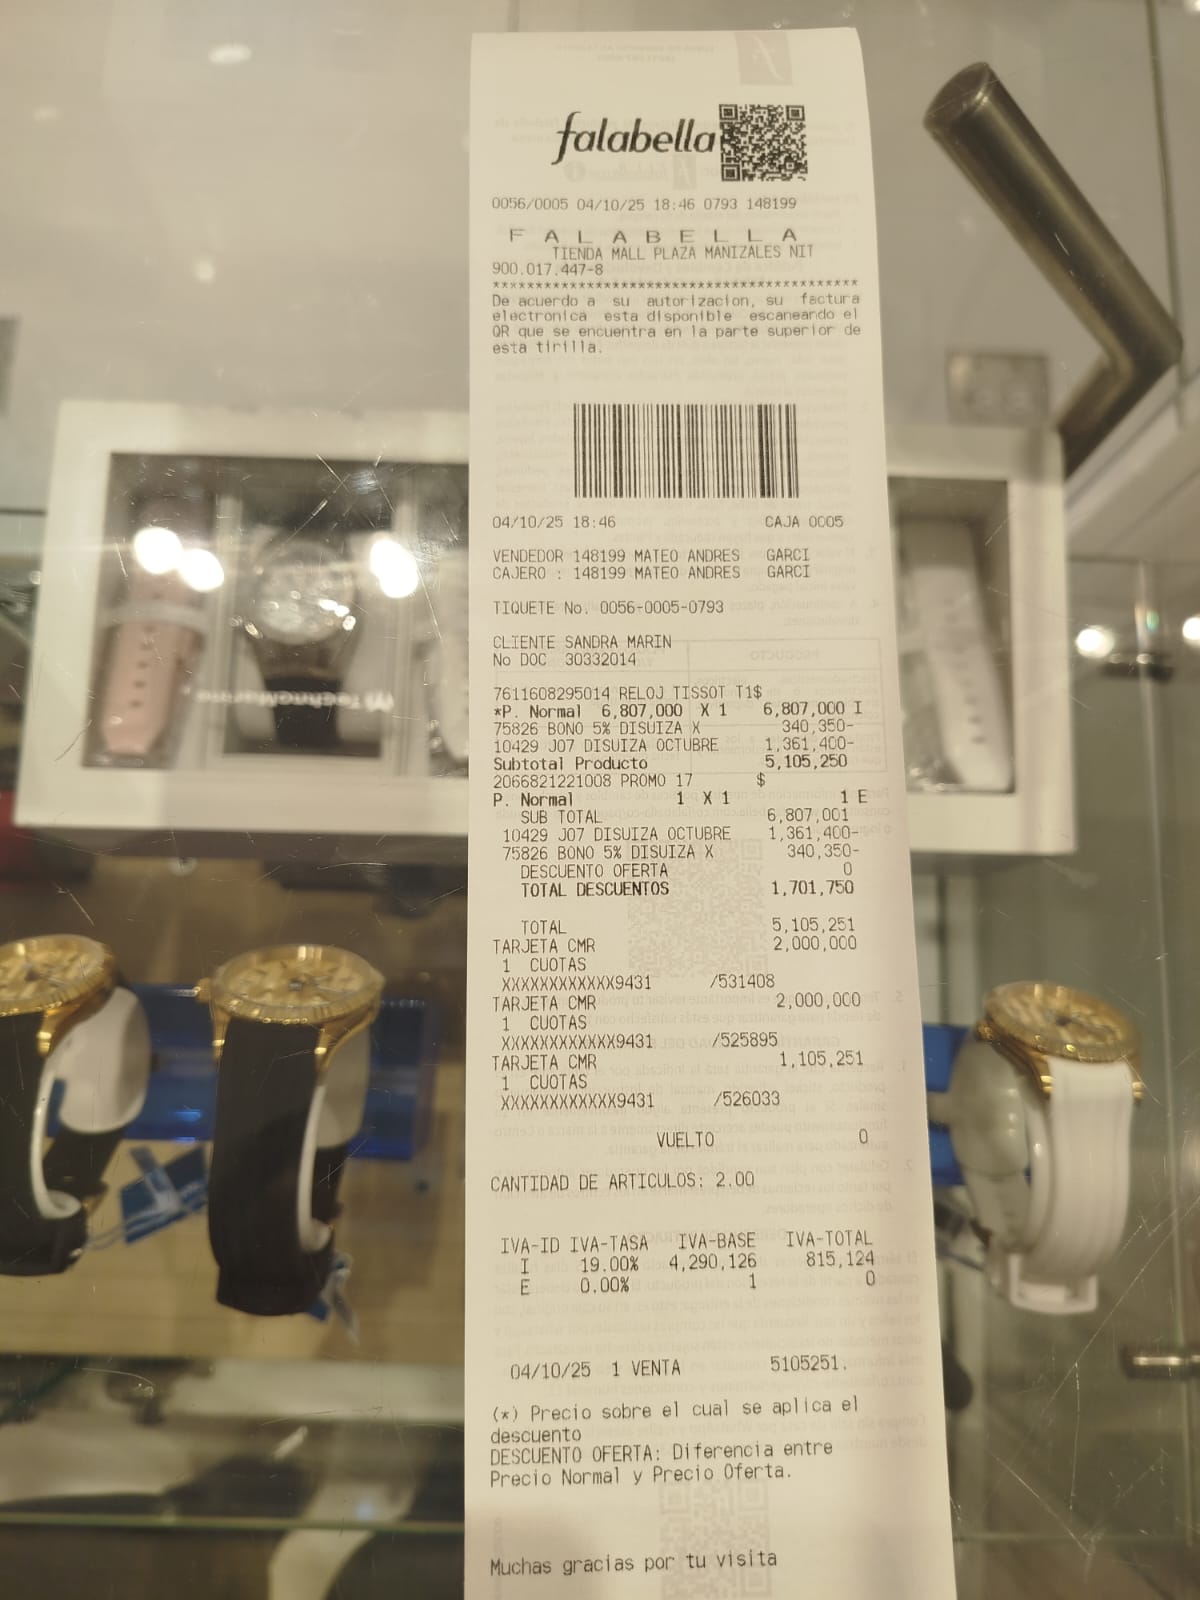 falabella
0056/0005 04/10/25 18:46 0793 148199
F A L A B E L L A
TIENDA MALL PLAZA MANIZALES NIT
900.017.447-8
******************************************
De acuerdo a su autorizacion, su factura
electronica esta disponible escaneando el
QR que se encuentra en la parte superior de
esta tirilla.
04/10/25 18:46 CAJA 0005
VENDEDOR 148199 MATEO ANDRES GARCI
CAJERO : 148199 MATEO ANDRES GARCI
TIQUETE No. 0056-0005-0793
CLIENTE SANDRA MARIN
No DOC 30332014
7611608295014 RELOJ TISSOT T1$
*P. Normal 6,807,000 X 1 6,807,000 I
75826 BONO 5% DISUIZA X 340,350-
10429 J07 DISUIZA OCTUBRE 1,361,400-
Subtotal Producto 5,105,250
2066821221008 PROMO 17 $
P. Normal 1 X 1 1 E
SUB TOTAL 6,807,001
10429 J07 DISUIZA OCTUBRE 1,361,400-
75826 BONO 5% DISUIZA X 340,350-
DESCUENTO OFERTA 0
TOTAL DESCUENTOS 1,701,750
TOTAL 5,105,251
TARJETA CMR 2,000,000
1 CUOTAS
XXXXXXXXXXXX9431 /531408
TARJETA CMR 2,000,000
1 CUOTAS
XXXXXXXXXXXX9431 /525895
TARJETA CMR 1,105,251
1 CUOTAS
XXXXXXXXXXXX9431 /526033
VUELTO 0
CANTIDAD DE ARTICULOS: 2.00
IVA-ID IVA-TASA IVA-BASE IVA-TOTAL
I 19.00% 4,290,126 815,124
E 0.00% 1 0
04/10/25 1 VENTA 5105251.
(*) Precio sobre el cual se aplica el
descuento
DESCUENTO OFERTA: Diferencia entre
Precio Normal y Precio Oferta.
Muchas gracias por tu visita
TechnoMarine